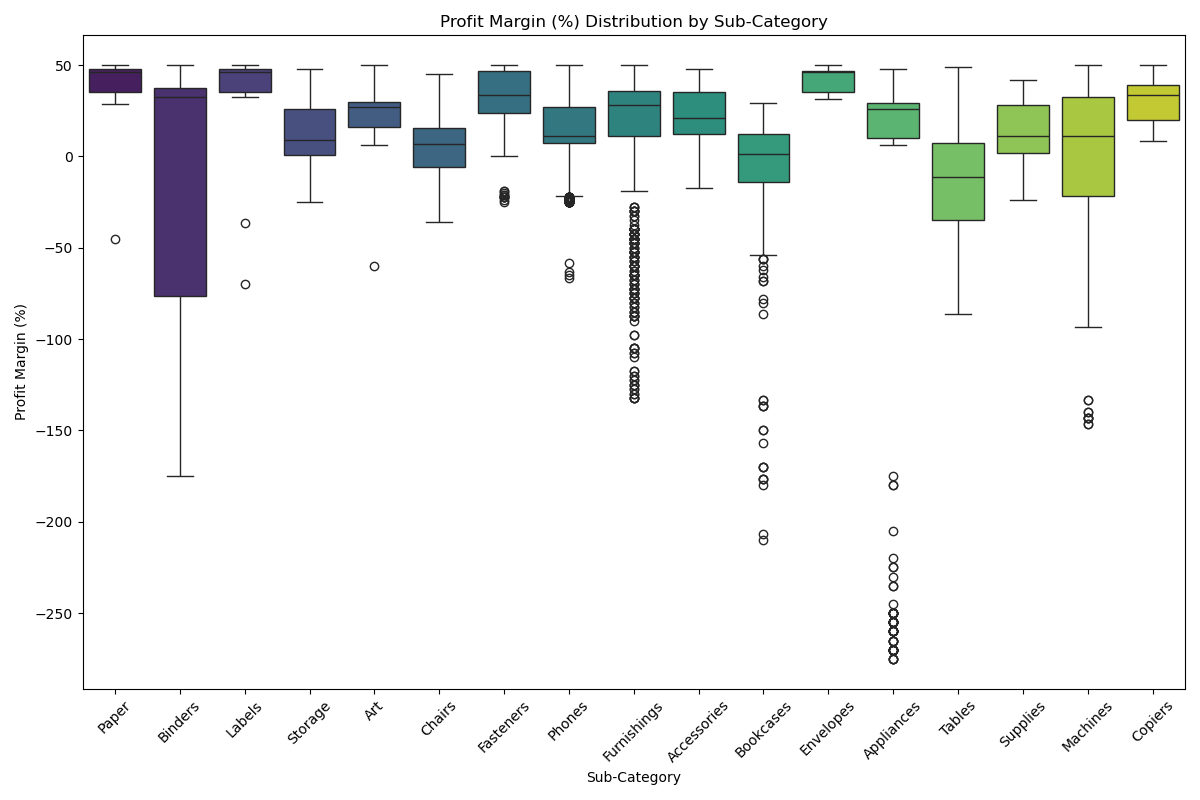 Profit Margin (%) Distribution by Sub-Category
Profit Margin (%)
50
0
−50
−100
−150
−200
−250
Paper
Binders
Labels
Storage
Art
Chairs
Fasteners
Phones
Furnishings
Accessories
Bookcases
Envelopes
Appliances
Tables
Supplies
Machines
Copiers
Sub-Category